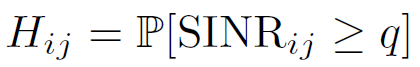 H_{ij} = ℙ[SINR_{ij} ≥ q]